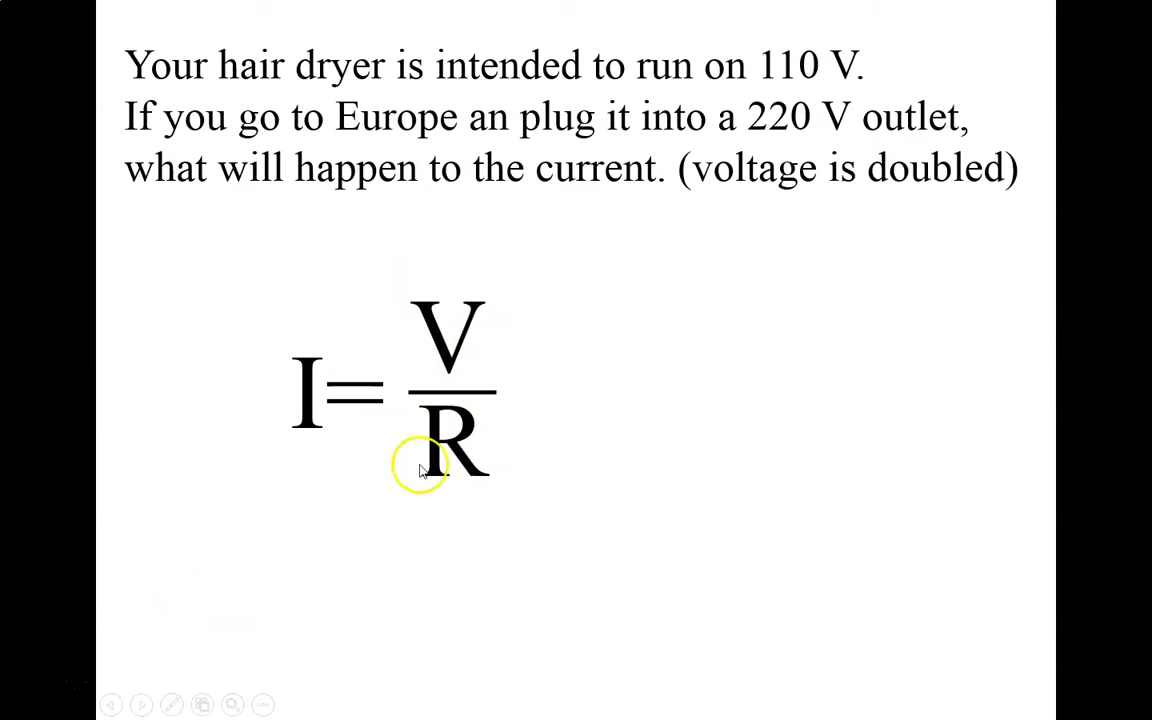 Your hair dryer is intended to run on 110 V.
If you go to Europe an plug it into a 220 V outlet,
what will happen to the current. (voltage is doubled)
I= V
R